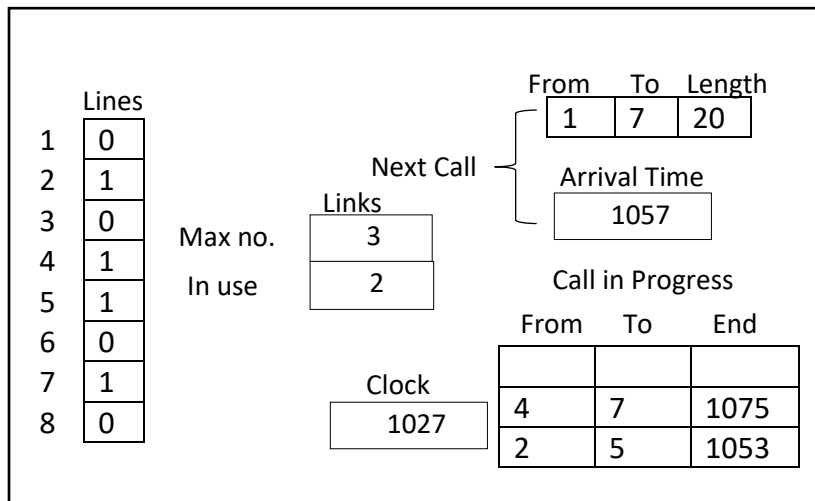 From To Length
1 7 20
Lines
1 0
2 1
3 0
4 1
5 1
6 0
7 1
8 0
Next Call
Arrival Time
1057
Links
Max no. 3
In use 2
Call in Progress
From To End
4 7 1075
2 5 1053
Clock
1027